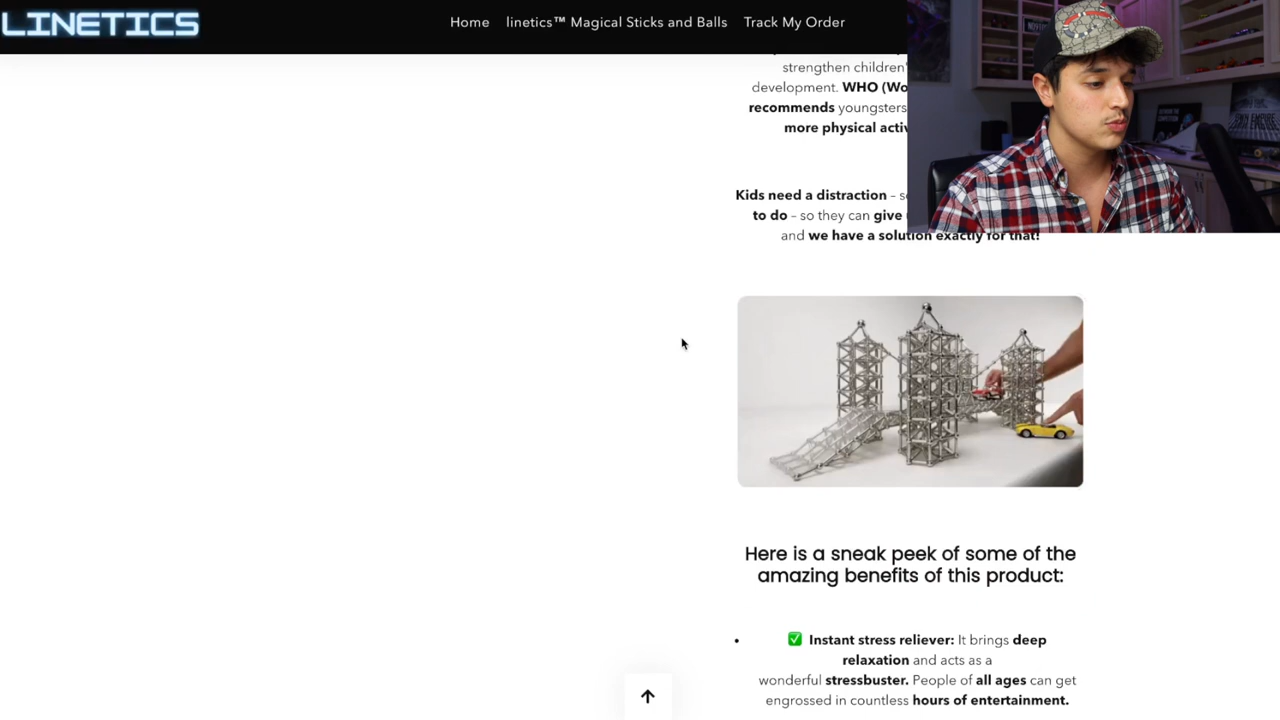 LINETICS
Home linetics™ Magical Sticks and Balls Track My Order
strengthen children'
development. WHO
recommends youngsters
more physical
Kids need a distraction –
to do – so they can give
and we have a solution exactly for that!
Here is a sneak peek of some of the
amazing benefits of this product:
• ✅ Instant stress reliever: It brings deep
relaxation and acts as a
wonderful stressbuster. People of all ages can get
engrossed in countless hours of entertainment.